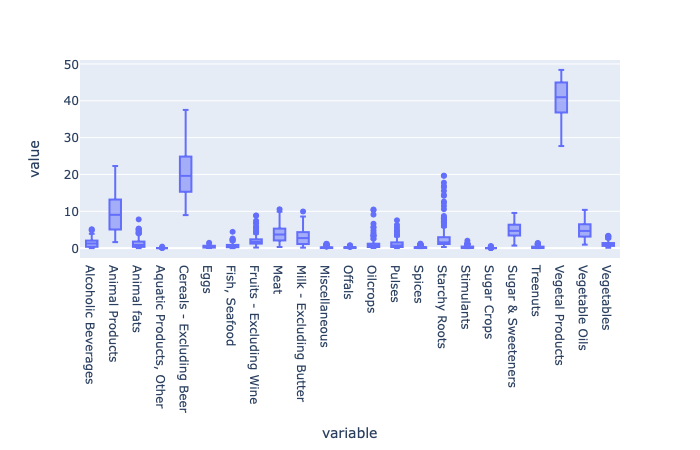 50
40
30
20
10
0
value
Alcoholic Beverages
Animal Products
Animal fats
Aquatic Products, Other
Cereals - Excluding Beer
Eggs
Fish, Seafood
Fruits - Excluding Wine
Meat
Milk - Excluding Butter
Miscellaneous
Offals
Oilcrops
Pulses
Spices
Starchy Roots
Stimulants
Sugar Crops
Sugar & Sweeteners
Treenuts
Vegetal Products
Vegetable Oils
Vegetables
variable